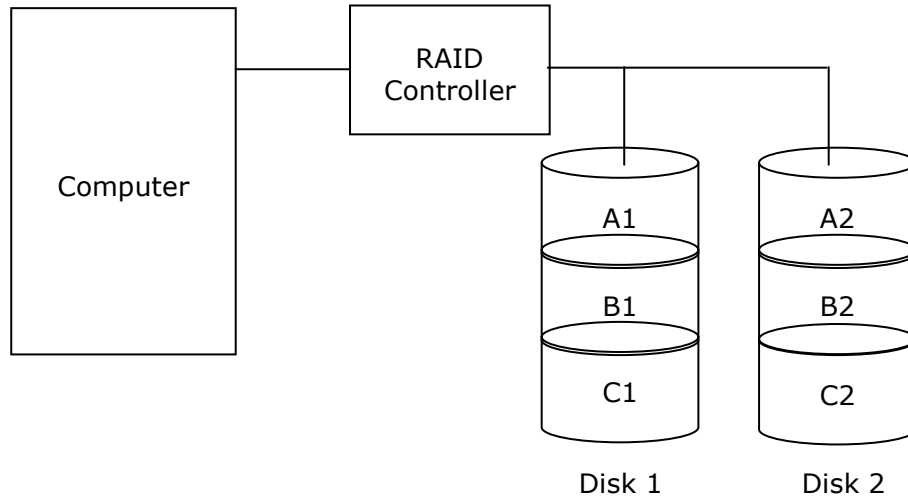 RAID
Controller
Computer
A1
A2
B1
B2
C1
C2
Disk 1
Disk 2